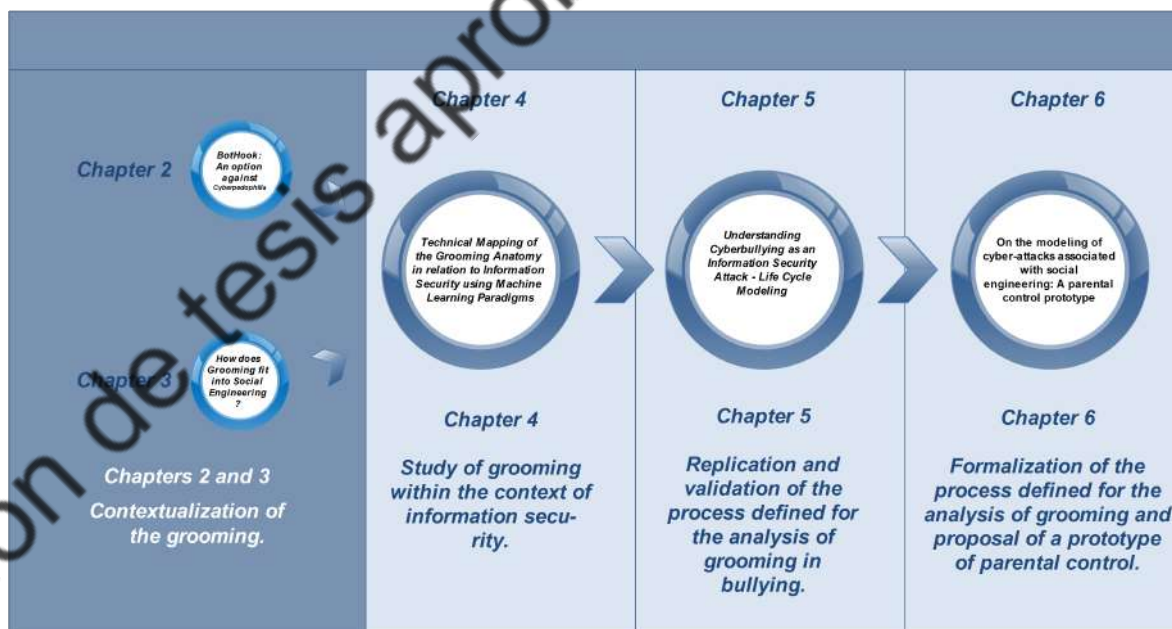 Chapter 2
BotHook:
An option
against
Cyberpedophilia
Chapter 3
How does
Grooming fit
into Social
Engineering
?
Chapters 2 and 3
Contextualization of
the grooming.
Chapter 4
Technical Mapping of
the Grooming Anatomy
in relation to Information
Security using Machine
Learning Paradigms
Chapter 4
Study of grooming
within the context of
information secu-
rity.
Chapter 5
Understanding
Cyberbullying as an
Information Security
Attack - Life Cycle
Modeling
Chapter 5
Replication and
validation of the
process defined for
the analysis of
grooming in
bullying.
Chapter 6
On the modeling of
cyber-attacks associated
with social
engineering: A parental
control prototype
Chapter 6
Formalization of the
process defined for the
analysis of grooming and
proposal of a prototype
of parental control.
de tesis